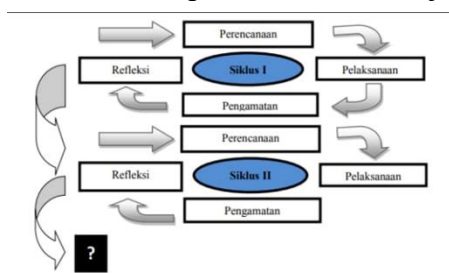 Perencanaan
Refleksi Siklus I Pelaksanaan
Pengamatan
Perencanaan
Refleksi Siklus II Pelaksanaan
Pengamatan
?